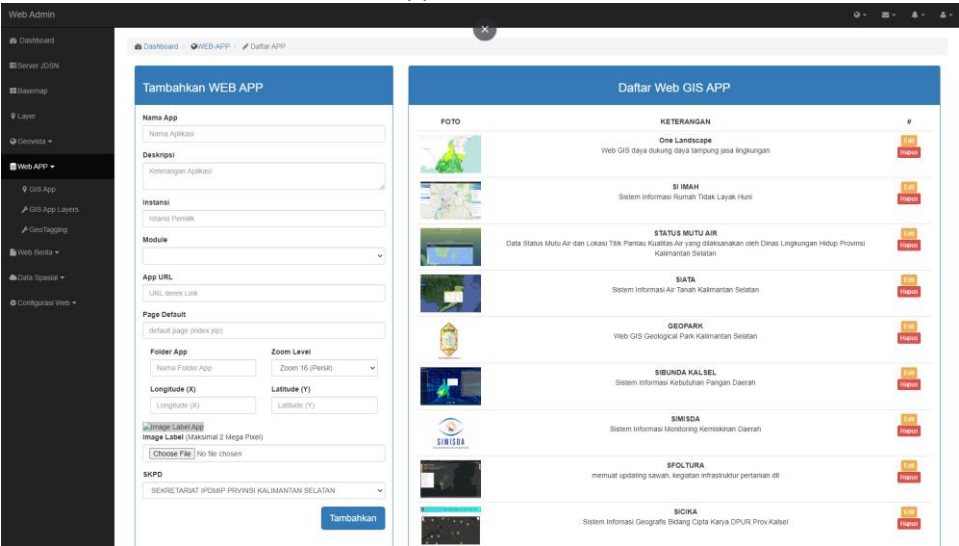 Web Admin
Dashboard
Server JDSN
Basemap
Layer
Geovista
Web APP
GIS App
GIS App Layers
GeoTagging
Web Berita
Data Spasial
Configurasi Web
Dashboard / WEB-APP / Daftar APP
Tambahkan WEB APP
Nama App
Nama Aplikasi
Deskripsi
Keterangan Aplikasi
Instansi
Istansi Pemilik
Module
App URL
URL derek Link
Page Default
default page (index.jsp)
Folder App Zoom Level
Nama Folder App Zoom 16 (Persil)
Longitude (X) Latitude (Y)
Longitude (X) Latitude (Y)
Image Label App
Image Label (Maksimal 2 Mega Pixel)
Choose File No file chosen
SKPD
SEKRETARIAT IPDMIP PRVINSI KALIMANTAN SELATAN
Tambahkan
Daftar Web GIS APP
FOTO KETERANGAN #
One Landscape
Web GIS daya dukung daya tampung jasa lingkungan
Edit
Hapus
SI IMAH
Sistem Informasi Rumah Tidak Layak Huni
Edit
Hapus
STATUS MUTU AIR
Data Status Mutu Air dan Lokasi Titik Pantau Kualitas Air yang dilaksanakan oleh Dinas Lingkungan Hidup Provinsi
Kalimantan Selatan
Edit
Hapus
SIATA
Sistem Informasi Air Tanah Kalimantan Selatan
Edit
Hapus
GEOPARK
Web GIS Geological Park Kalimantan Selatan
Edit
Hapus
SIBUNDA KALSEL
Sistem Informasi Kebutuhan Pangan Daerah
Edit
Hapus
SIMISDA
SIMISDA
Sistem Informasi Monitoring Kemiskinan Daerah
Edit
Hapus
SFOLTURA
memuat updating sawah, kegiatan infrastruktur pertanian dll
Edit
Hapus
SICIKA
Sistem Infornasi Geografis Bidang Cipta Karya DPUR Prov.Kalsel
Edit
Hapus